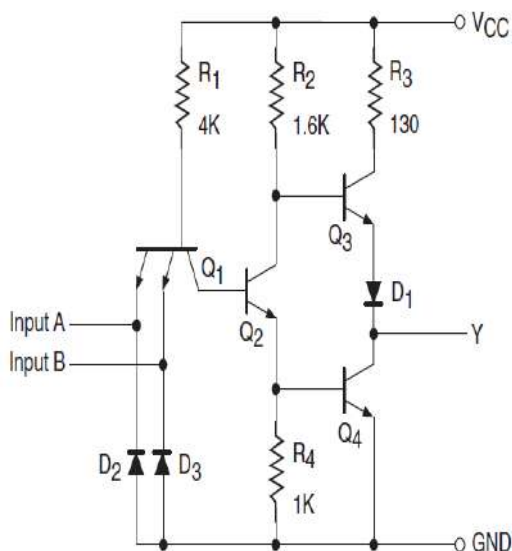 VCC
R1
4K
R2
1.6K
R3
130
Q3
Q1
D1
Input A
Q2
Y
Input B
Q4
D2
D3
R4
1K
GND